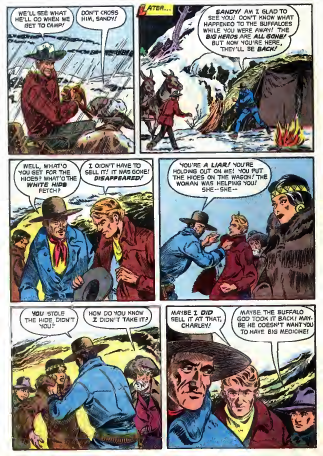 WE'LL SEE WHAT
HE'LL DO WHEN WE
GET TO CAMP!
DON'T CROSS
HIM, SANDY!
LATER...
SANDY! AM I GLAD TO
SEE YOU! DON'T KNOW WHAT
HAPPENED TO THE BUFFALOES
WHILE YOU WERE AWAY! THE
BIG HERDS ARE ALL GONE!
BUT NOW YOU'RE HERE,
THEY'LL BE BACK!
WELL, WHAT'D
YOU GET FOR THE
HIDES? WHAT'D THE
WHITE HIDE
FETCH?
I DIDN'T HAVE TO
SELL IT! IT WAS GONE!
DISAPPEARED!
YOU'RE A LIAR! YOU'RE
HOLDING OUT ON ME! YOU PUT
THE HIDES ON THE WAGON! THE
WOMAN WAS HELPING YOU!
SHE--SHE--
YOU STOLE
THE HIDE, DIDN'T
YOU?
HOW DO YOU KNOW
I DIDN'T TAKE IT?
MAYBE I DID
SELL IT AT THAT,
CHARLEY!
MAYBE THE BUFFALO
GOD TOOK IT BACK! MAY-
BE HE DOESN'T WANT YOU
TO HAVE BIG MEDICINE!